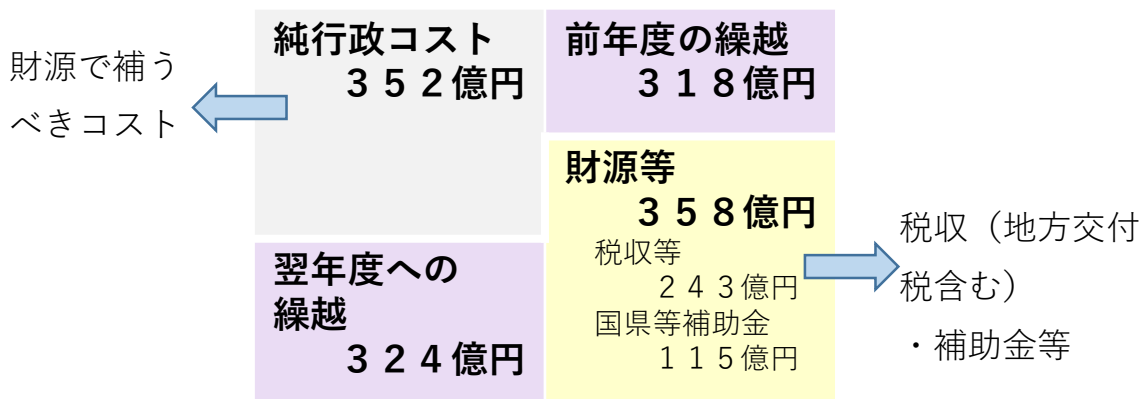 財源で補う
べきコスト
純行政コスト
３５２億円
前年度の繰越
３１８億円
財源等
３５８億円
税収等
２４３億円
国県等補助金
１１５億円
翌年度への
繰越
３２４億円
税収（地方交付
税含む）
・補助金等